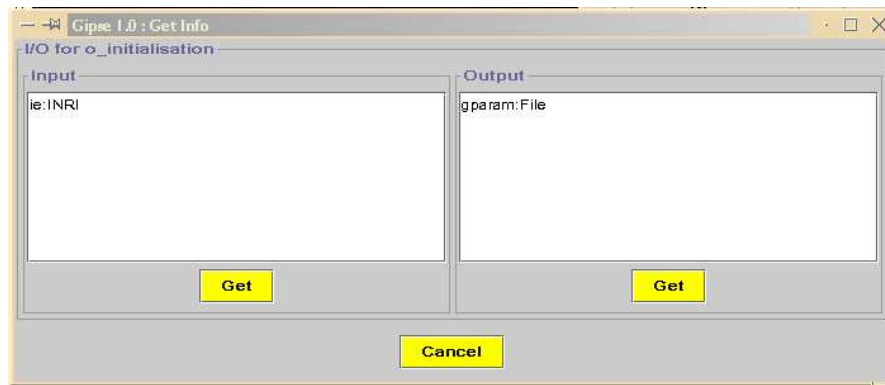 Gipse 1.0 : Get Info
I/O for o_initialisation
Input
Output
ie:INRI
gparam:File
Get
Get
Cancel